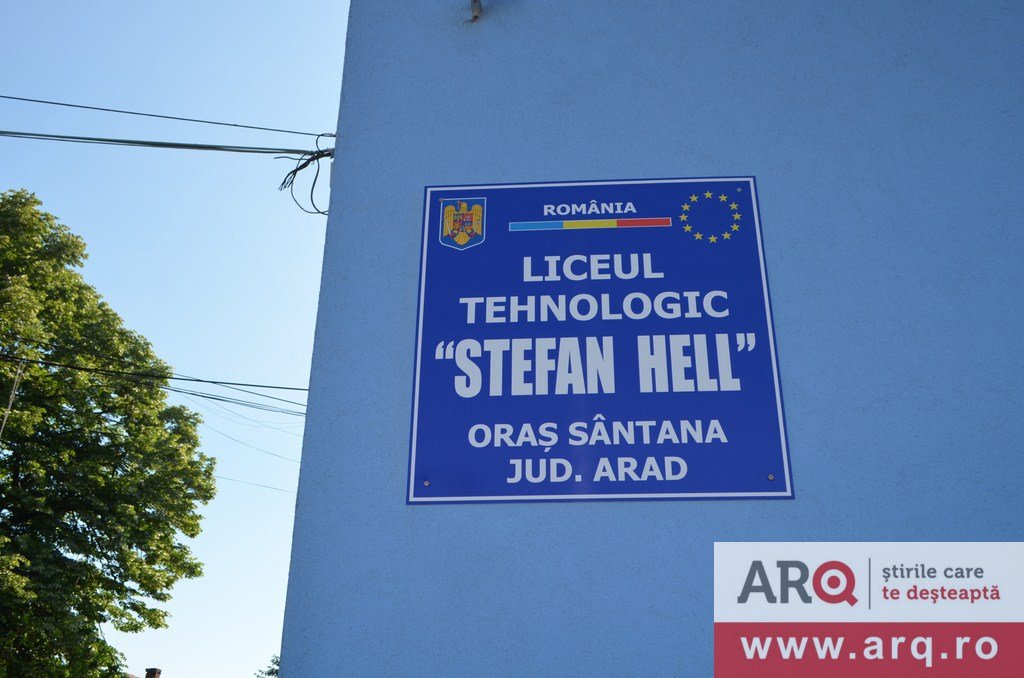 ROMÂNIA
LICEUL
TEHNOLOGIC
“STEFAN HELL”
ORAȘ SÂNTANA
JUD. ARAD
ARQ
știrile care
te deșteaptă
www.arq.ro